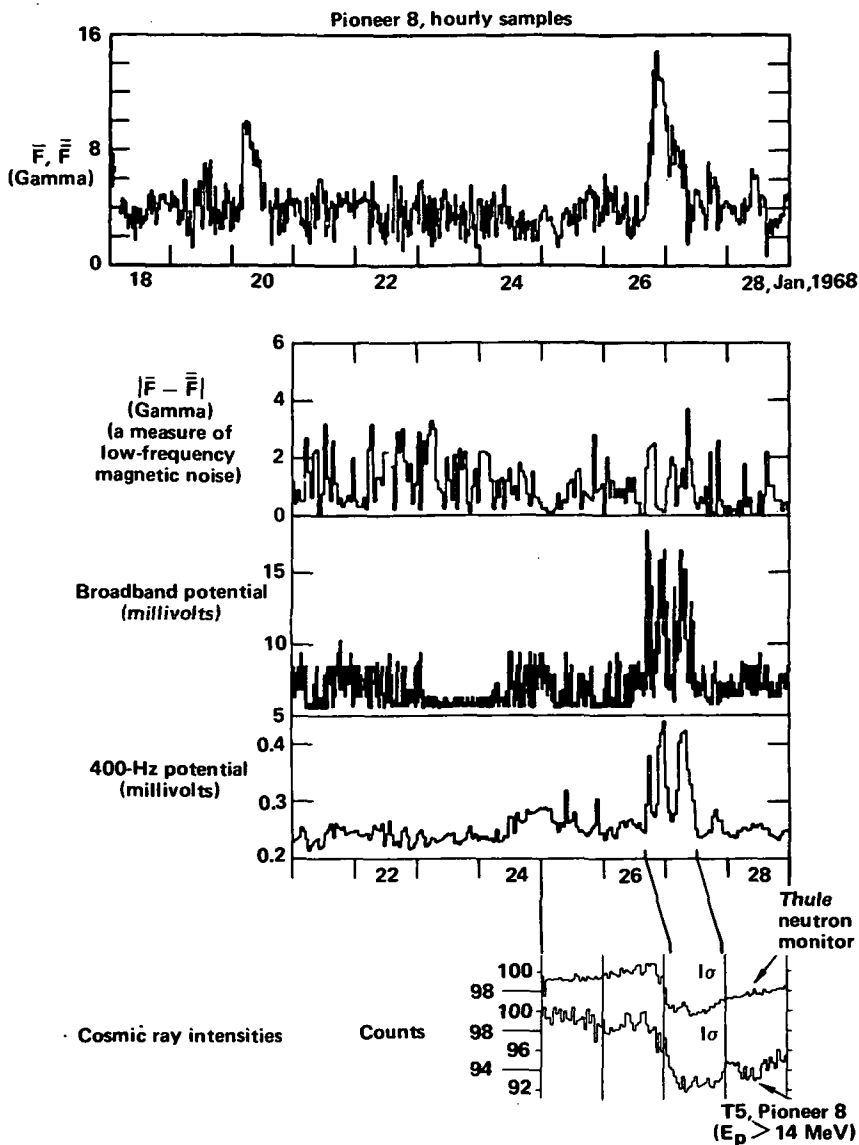 Pioneer 8, hourly samples
16
8
0
F̄, F̿
(Gamma)
18 20 22 24 26 28, Jan, 1968
6
4
2
0
|F̄ – F̿|
(Gamma)
(a measure of
low-frequency
magnetic noise)
15
10
5
Broadband potential
(millivolts)
0.4
0.3
0.2
400-Hz potential
(millivolts)
22 24 26 28
Thule
neutron
monitor
100
98
100
98
96
94
92
Iσ
Iσ
Cosmic ray intensities Counts
T5, Pioneer 8
(Ep > 14 MeV)